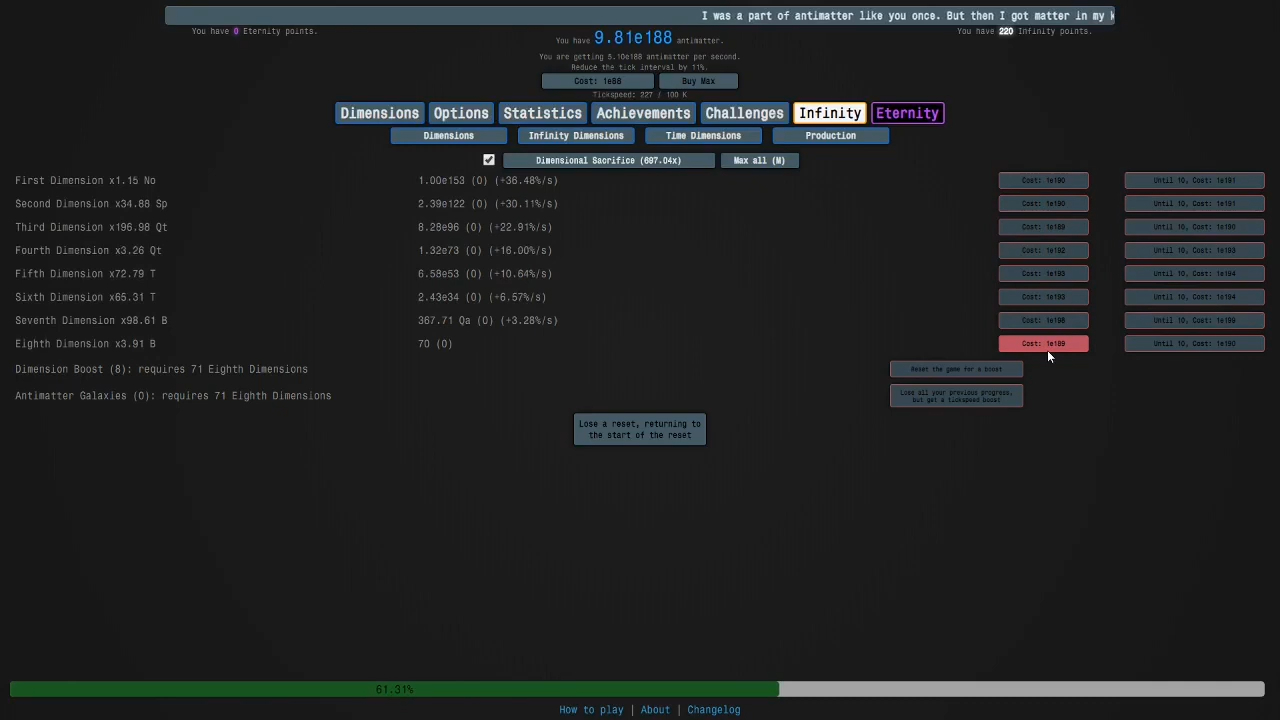 I was a part of antimatter like you once. But then I got matter in my k
You have 0 Eternity points.
You have 9.81e188 antimatter.
You have 220 Infinity points.
You are getting 5.10e188 antimatter per second.
Reduce the tick interval by 11%.
Cost: 1e88
Buy Max
Tickspeed: 227 / 100 K
Dimensions Options Statistics Achievements Challenges Infinity Eternity
Dimensions Infinity Dimensions Time Dimensions Production
Dimensional Sacrifice (697.04x) Max all (M)
First Dimension x1.15 No 1.00e153 (0) (+36.48%/s) Cost: 1e190 Until 10, Cost: 1e191
Second Dimension x34.88 Sp 2.39e122 (0) (+30.11%/s) Cost: 1e190 Until 10, Cost: 1e191
Third Dimension x196.98 Qt 8.28e96 (0) (+22.91%/s) Cost: 1e189 Until 10, Cost: 1e190
Fourth Dimension x3.26 Qt 1.32e73 (0) (+16.00%/s) Cost: 1e192 Until 10, Cost: 1e193
Fifth Dimension x72.79 T 6.58e53 (0) (+10.64%/s) Cost: 1e193 Until 10, Cost: 1e194
Sixth Dimension x65.31 T 2.43e34 (0) (+6.57%/s) Cost: 1e193 Until 10, Cost: 1e194
Seventh Dimension x98.61 B 367.71 Qa (0) (+3.28%/s) Cost: 1e198 Until 10, Cost: 1e199
Eighth Dimension x3.91 B 70 (0) Cost: 1e189 Until 10, Cost: 1e190
Dimension Boost (8): requires 71 Eighth Dimensions Reset the game for a boost
Antimatter Galaxies (0): requires 71 Eighth Dimensions
Lose all your previous progress,
but get a tickspeed boost
Lose a reset, returning to
the start of the reset
61.31%
How to play | About | Changelog